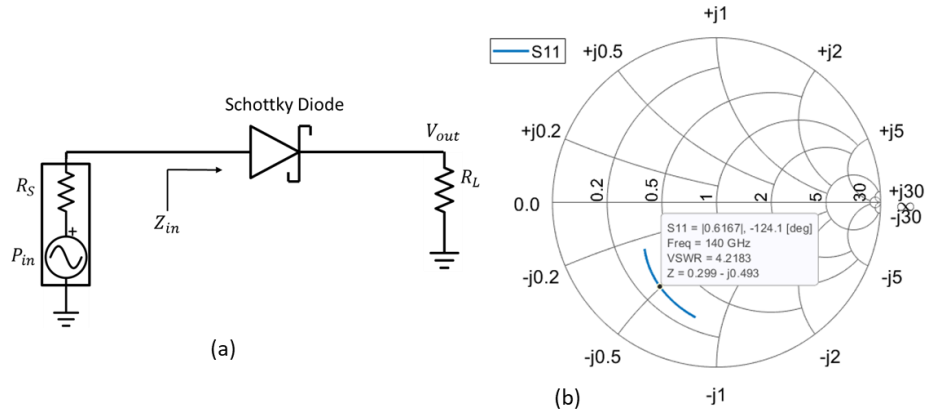 Schottky Diode
V_out
R_S
R_L
Z_in
+
P_in
(a)
S11
+j1
+j0.5
+j2
+j0.2
+j5
0.0
0.2
0.5
1
2
5
30
+j30
∞
-j30
S11 = |0.6167|, -124.1 [deg]
Freq = 140 GHz
VSWR = 4.2183
Z = 0.299 - j0.493
-j0.2
-j5
-j0.5
-j2
-j1
(b)